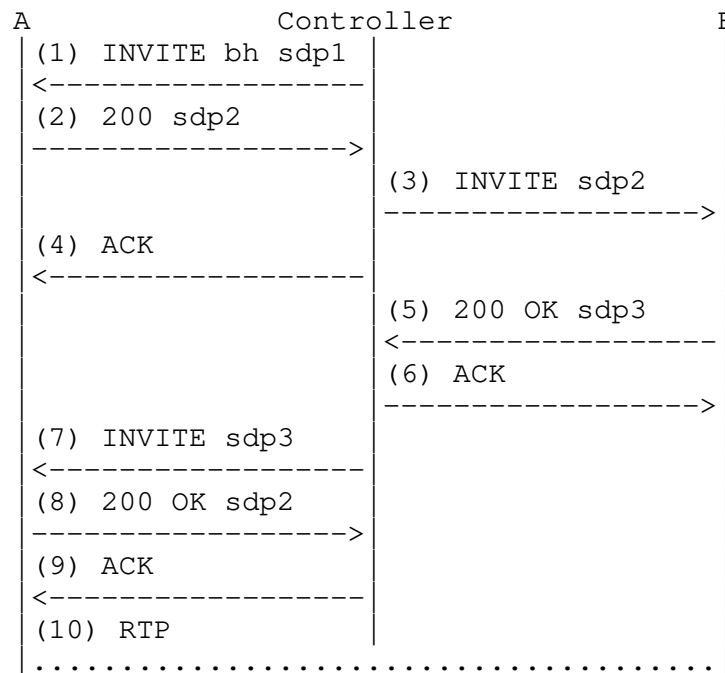 A Controller
(1) INVITE bh sdp1
(2) 200 sdp2
(3) INVITE sdp2
(4) ACK
(5) 200 OK sdp3
(6) ACK
(7) INVITE sdp3
(8) 200 OK sdp2
(9) ACK
(10) RTP